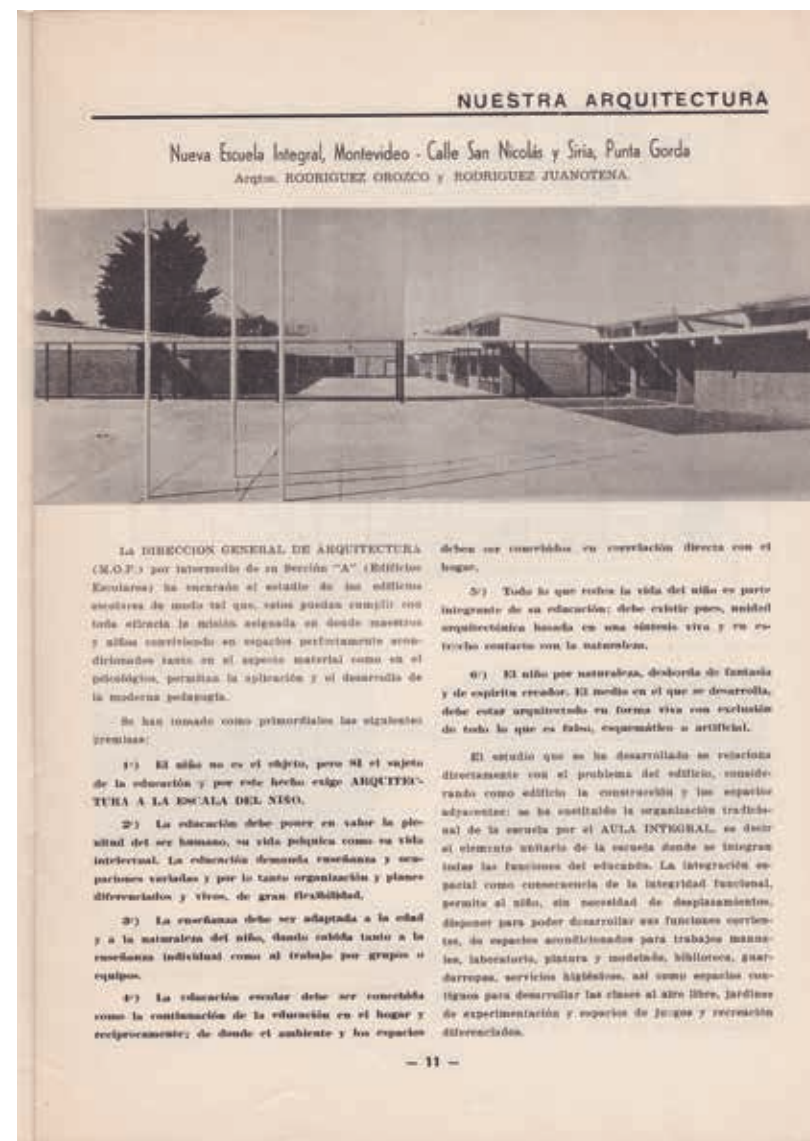 NUESTRA ARQUITECTURA
Nueva Escuela Integral, Montevideo - Calle San Nicolás y Siria, Punta Gorda
Arqtos. RODRIGUEZ OROZCO y RODRIGUEZ JUANOTENA.
La DIRECCION GENERAL DE ARQUITECTURA
(M.O.P.) por intermedio de su Sección "A" (Edificios
Escolares) ha encarado el estudio de los edificios
escolares de modo tal que, estos puedan cumplir con
toda eficacia la misión asignada en donde maestros
y niños conviviendo en espacios perfectamente acon-
dicionados tanto en el aspecto material como en el
psicológico, permitan la aplicación y el desarrollo de
la moderna pedagogía.
Se han tomado como primordiales las siguientes
premisas:
1º) El niño no es el objeto, pero SI el sujeto
de la educación y por este hecho exige ARQUITEC-
TURA A LA ESCALA DEL NIÑO.
2º) La educación debe poner en valor la ple-
nitud del ser humano, su vida psíquica como su vida
intelectual. La educación demanda enseñanza y ocu-
paciones variadas y por lo tanto organización y planes
diferenciados y vivos, de gran flexibilidad.
3º) La enseñanza debe ser adaptada a la edad
y a la naturaleza del niño, dando cabida tanto a la
enseñanza individual como al trabajo por grupos o
equipos.
4º) La educación escolar debe ser concebida
como la continuación de la educación en el hogar y
recíprocamente; de donde el ambiente y los espacios
deben ser concebidos en correlación directa con el
hogar.
5º) Todo lo que rodea la vida del niño es parte
integrante de su educación; debe existir pues, unidad
arquitectónica basada en una síntesis viva y en es-
trecho contacto con la naturaleza.
6º) El niño por naturaleza, desborda de fantasía
y de espíritu creador. El medio en el que se desarrolla,
debe estar arquitectado en forma viva con exclusión
de todo lo que es falso, esquemático o artificial.
El estudio que se ha desarrollado se relaciona
directamente con el problema del edificio, conside-
rando como edificio la construcción y los espacios
adyacentes; se ha sustituído la organización tradicio-
nal de la escuela por el AULA INTEGRAL, es decir
el elemento unitario de la escuela donde se integran
todas las funciones del educando. La integración es-
pacial como consecuencia de la integridad funcional,
permite al niño, sin necesidad de desplazamientos,
disponer para poder desarrollar sus funciones corrien-
tes, de espacios acondicionados para trabajos manua-
les, laboratorio, pintura y modelado, biblioteca, guar-
darropas, servicios higiénicos, así como espacios con-
tiguos para desarrollar las clases al aire libre, jardines
de experimentación y espacios de juegos y recreación
diferenciados.
— 11 —